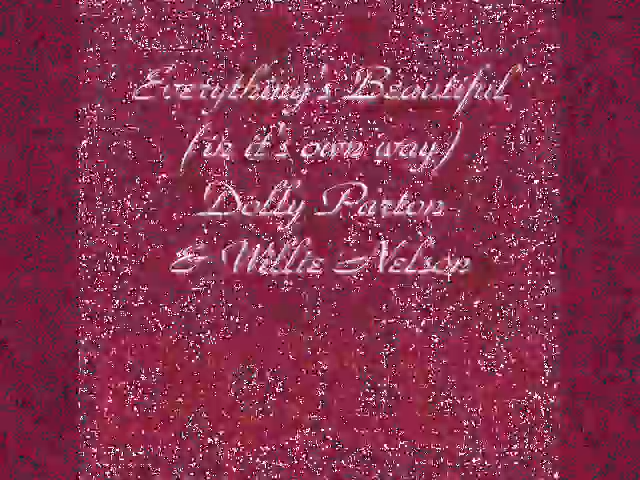 Everything's Beautiful
(in it's own way)
Dolly Parton
& Willie Nelson